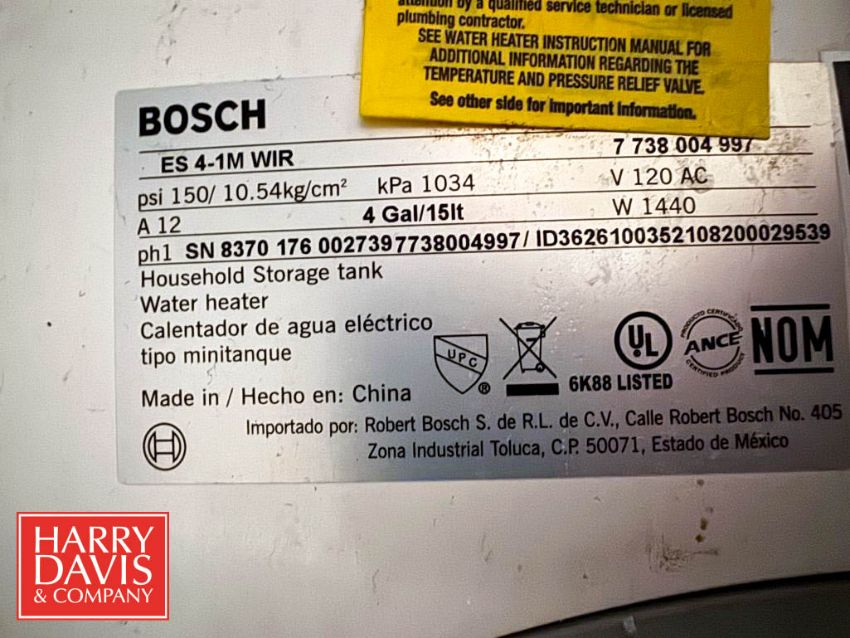 attention by a qualified service technician or licensed
plumbing contractor.
SEE WATER HEATER INSTRUCTION MANUAL FOR
ADDITIONAL INFORMATION REGARDING THE
TEMPERATURE AND PRESSURE RELIEF VALVE.
See other side for important information.
BOSCH
ES 4-1M WIR 7 738 004 997
psi 150/ 10.54kg/cm² kPa 1034 V 120 AC
A 12 4 Gal/15lt W 1440
ph1 SN 8370 176 0027397738004997/ ID3626100352108200029539
Household Storage tank
Water heater
Calentador de agua eléctrico
tipo minitanque
UPC ®
UL
6K88 LISTED
PRODUCTO CERTIFICADO
ANCE
CERTIFIED PRODUCT
NOM
Made in / Hecho en: China
Importado por: Robert Bosch S. de R.L. de C.V., Calle Robert Bosch No. 405
Zona Industrial Toluca, C.P. 50071, Estado de México
HARRY
DAVIS
& COMPANY